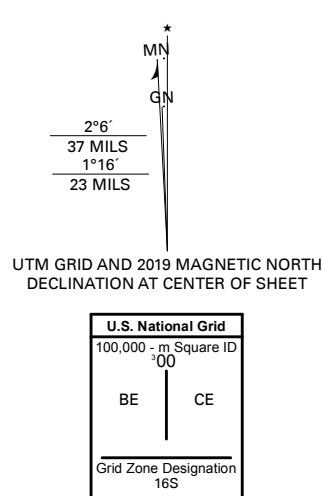 ★
MN
GN
2°6´
37 MILS
1°16´
23 MILS
UTM GRID AND 2019 MAGNETIC NORTH
DECLINATION AT CENTER OF SHEET
U.S. National Grid
100,000 - m Square ID
³00
BE CE
Grid Zone Designation
16S